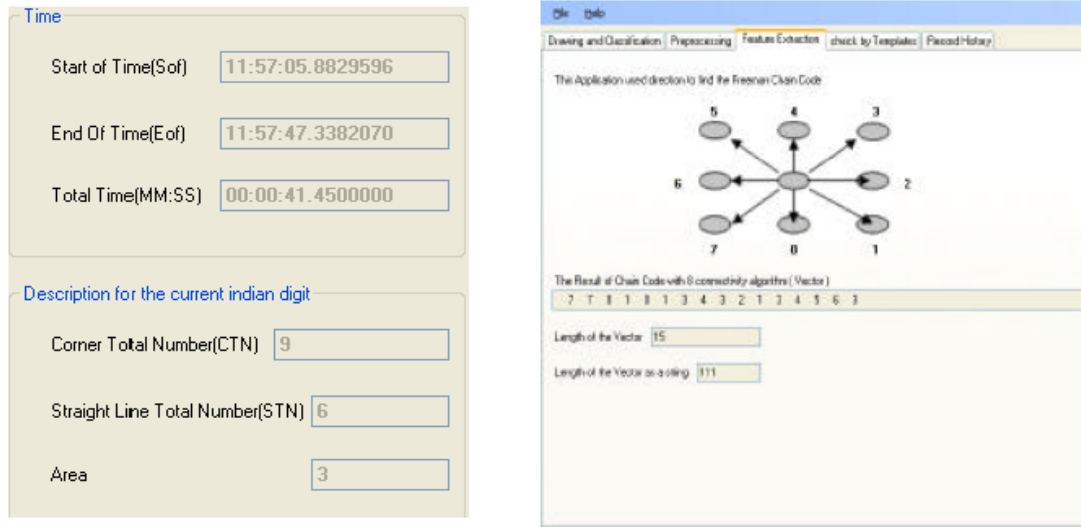 Time
Start of Time(Sof) 11:57:05.8829596
End Of Time(Eof) 11:57:47.3382070
Total Time(MM:SS) 00:00:41.4500000
Description for the current indian digit
Corner Total Number(CTN) 9
Straight Line Total Number(STN) 6
Area 3
File Help
Drawing and Classification Preprocessing Feature Extraction check by Templates Record History
This Application used direction to find the Freeman Chain Code
5 4 3
6 2
7 0 1
The Result of Chain Code with 8 connectivity algorithm ( Vector )
Length of the Vector 15
Length of the Vector as a string 111